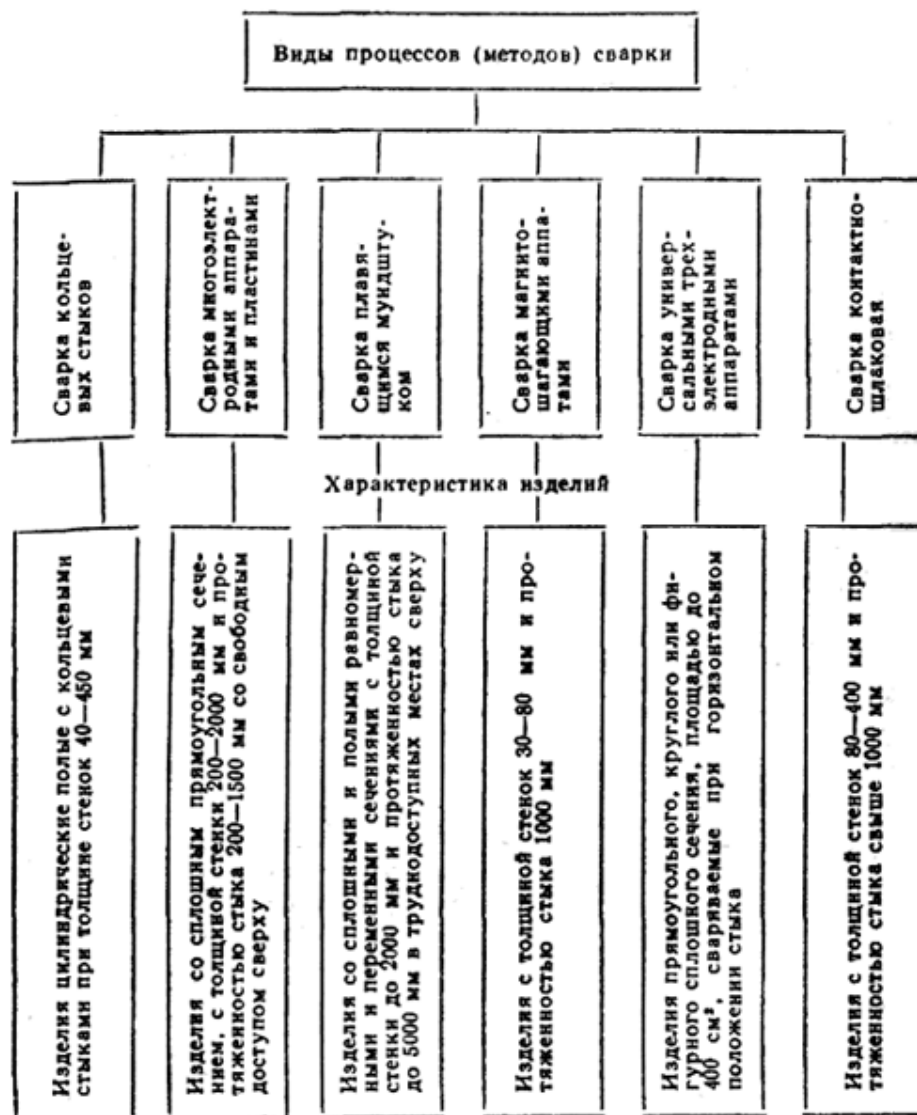 Виды процессов (методов) сварки
Сварка кольце-
вых стыков
Сварка многоэлект-
родными аппара-
тами и пластинами
Сварка плавя-
щимся мундшту-
ком
Сварка магнито-
шагающими аппа-
ратами
Сварка универ-
сальными трех-
электродными
аппаратами
Сварка контактно-
шлаковая
Характеристика изделий
Изделия цилиндрические полые с кольцевыми
стыками при толщине стенок 40—450 мм
Изделия со сплошным прямоугольным сече-
нием, с толщиной стенки 200—2000 мм и про-
тяженностью стыка 200—1500 мм со свободным
доступом сверху
Изделия со сплошными и полыми равномер-
ными и переменными сечениями с толщиной
стенки до 2000 мм и протяженностью стыка
до 5000 мм в труднодоступных местах сверху
Изделия с толщиной стенок 30—80 мм и про-
тяженностью стыка 1000 мм
Изделия прямоугольного, круглого или фи-
гурного сплошного сечения, площадью до
400 см², свариваемые при горизонтальном
положении стыка
Изделия с толщиной стенок 80—400 мм и про-
тяженностью стыка свыше 1000 мм